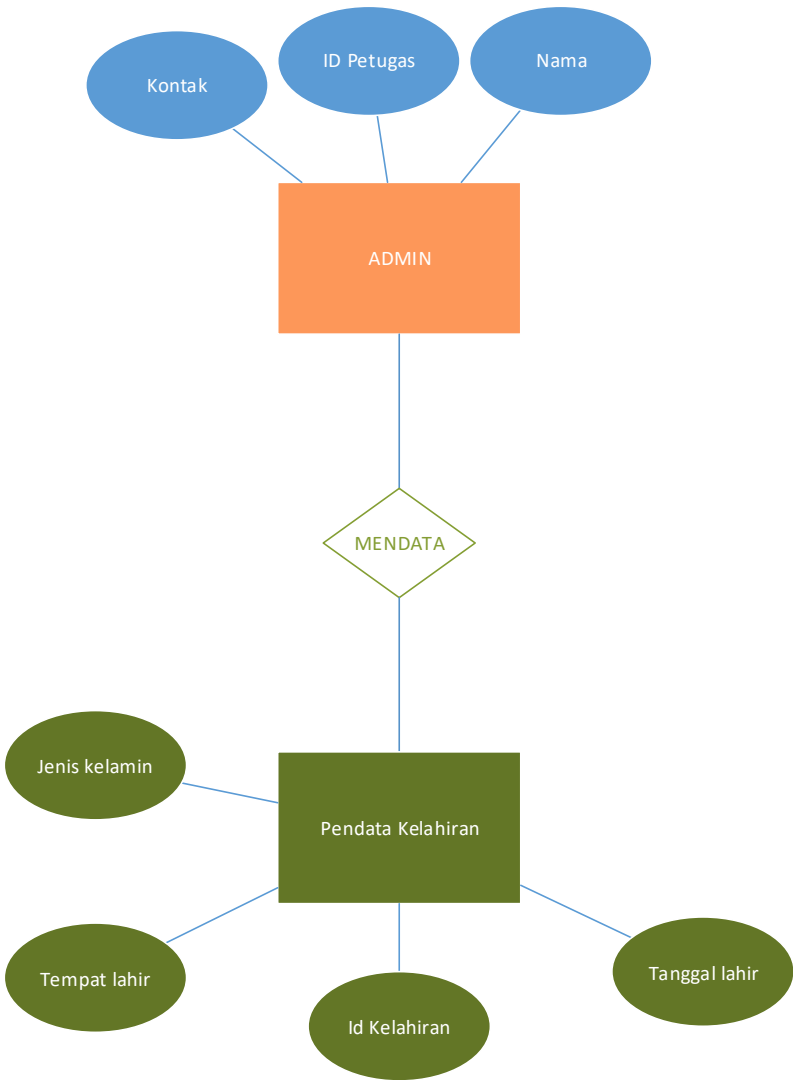 Kontak
ID Petugas
Nama
ADMIN
MENDATA
Jenis kelamin
Pendata Kelahiran
Tempat lahir
Id Kelahiran
Tanggal lahir